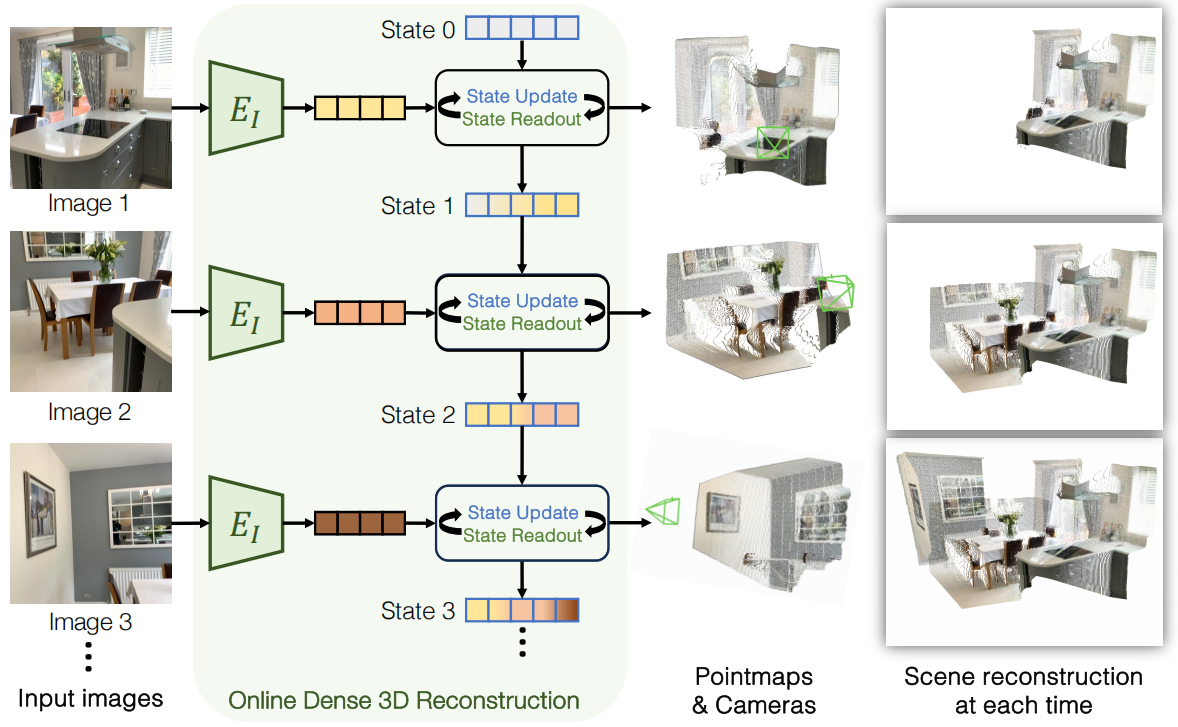 State 0
E_I
State Update
State Readout
Image 1
State 1
E_I
State Update
State Readout
Image 2
State 2
E_I
State Update
State Readout
Image 3
State 3
Input images
Online Dense 3D Reconstruction
Pointmaps
& Cameras
Scene reconstruction
at each time